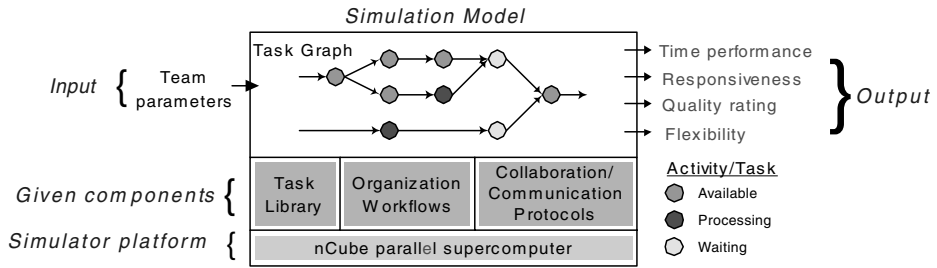 Simulation Model
Task Graph
Input { Team parameters
Time performance
Responsiveness
Quality rating
Flexibility
} Output
Given components {
Task
Library
Organization
Workflows
Collaboration/
Communication
Protocols
Activity/Task
Available
Processing
Waiting
Simulator platform {
nCube parallel supercomputer